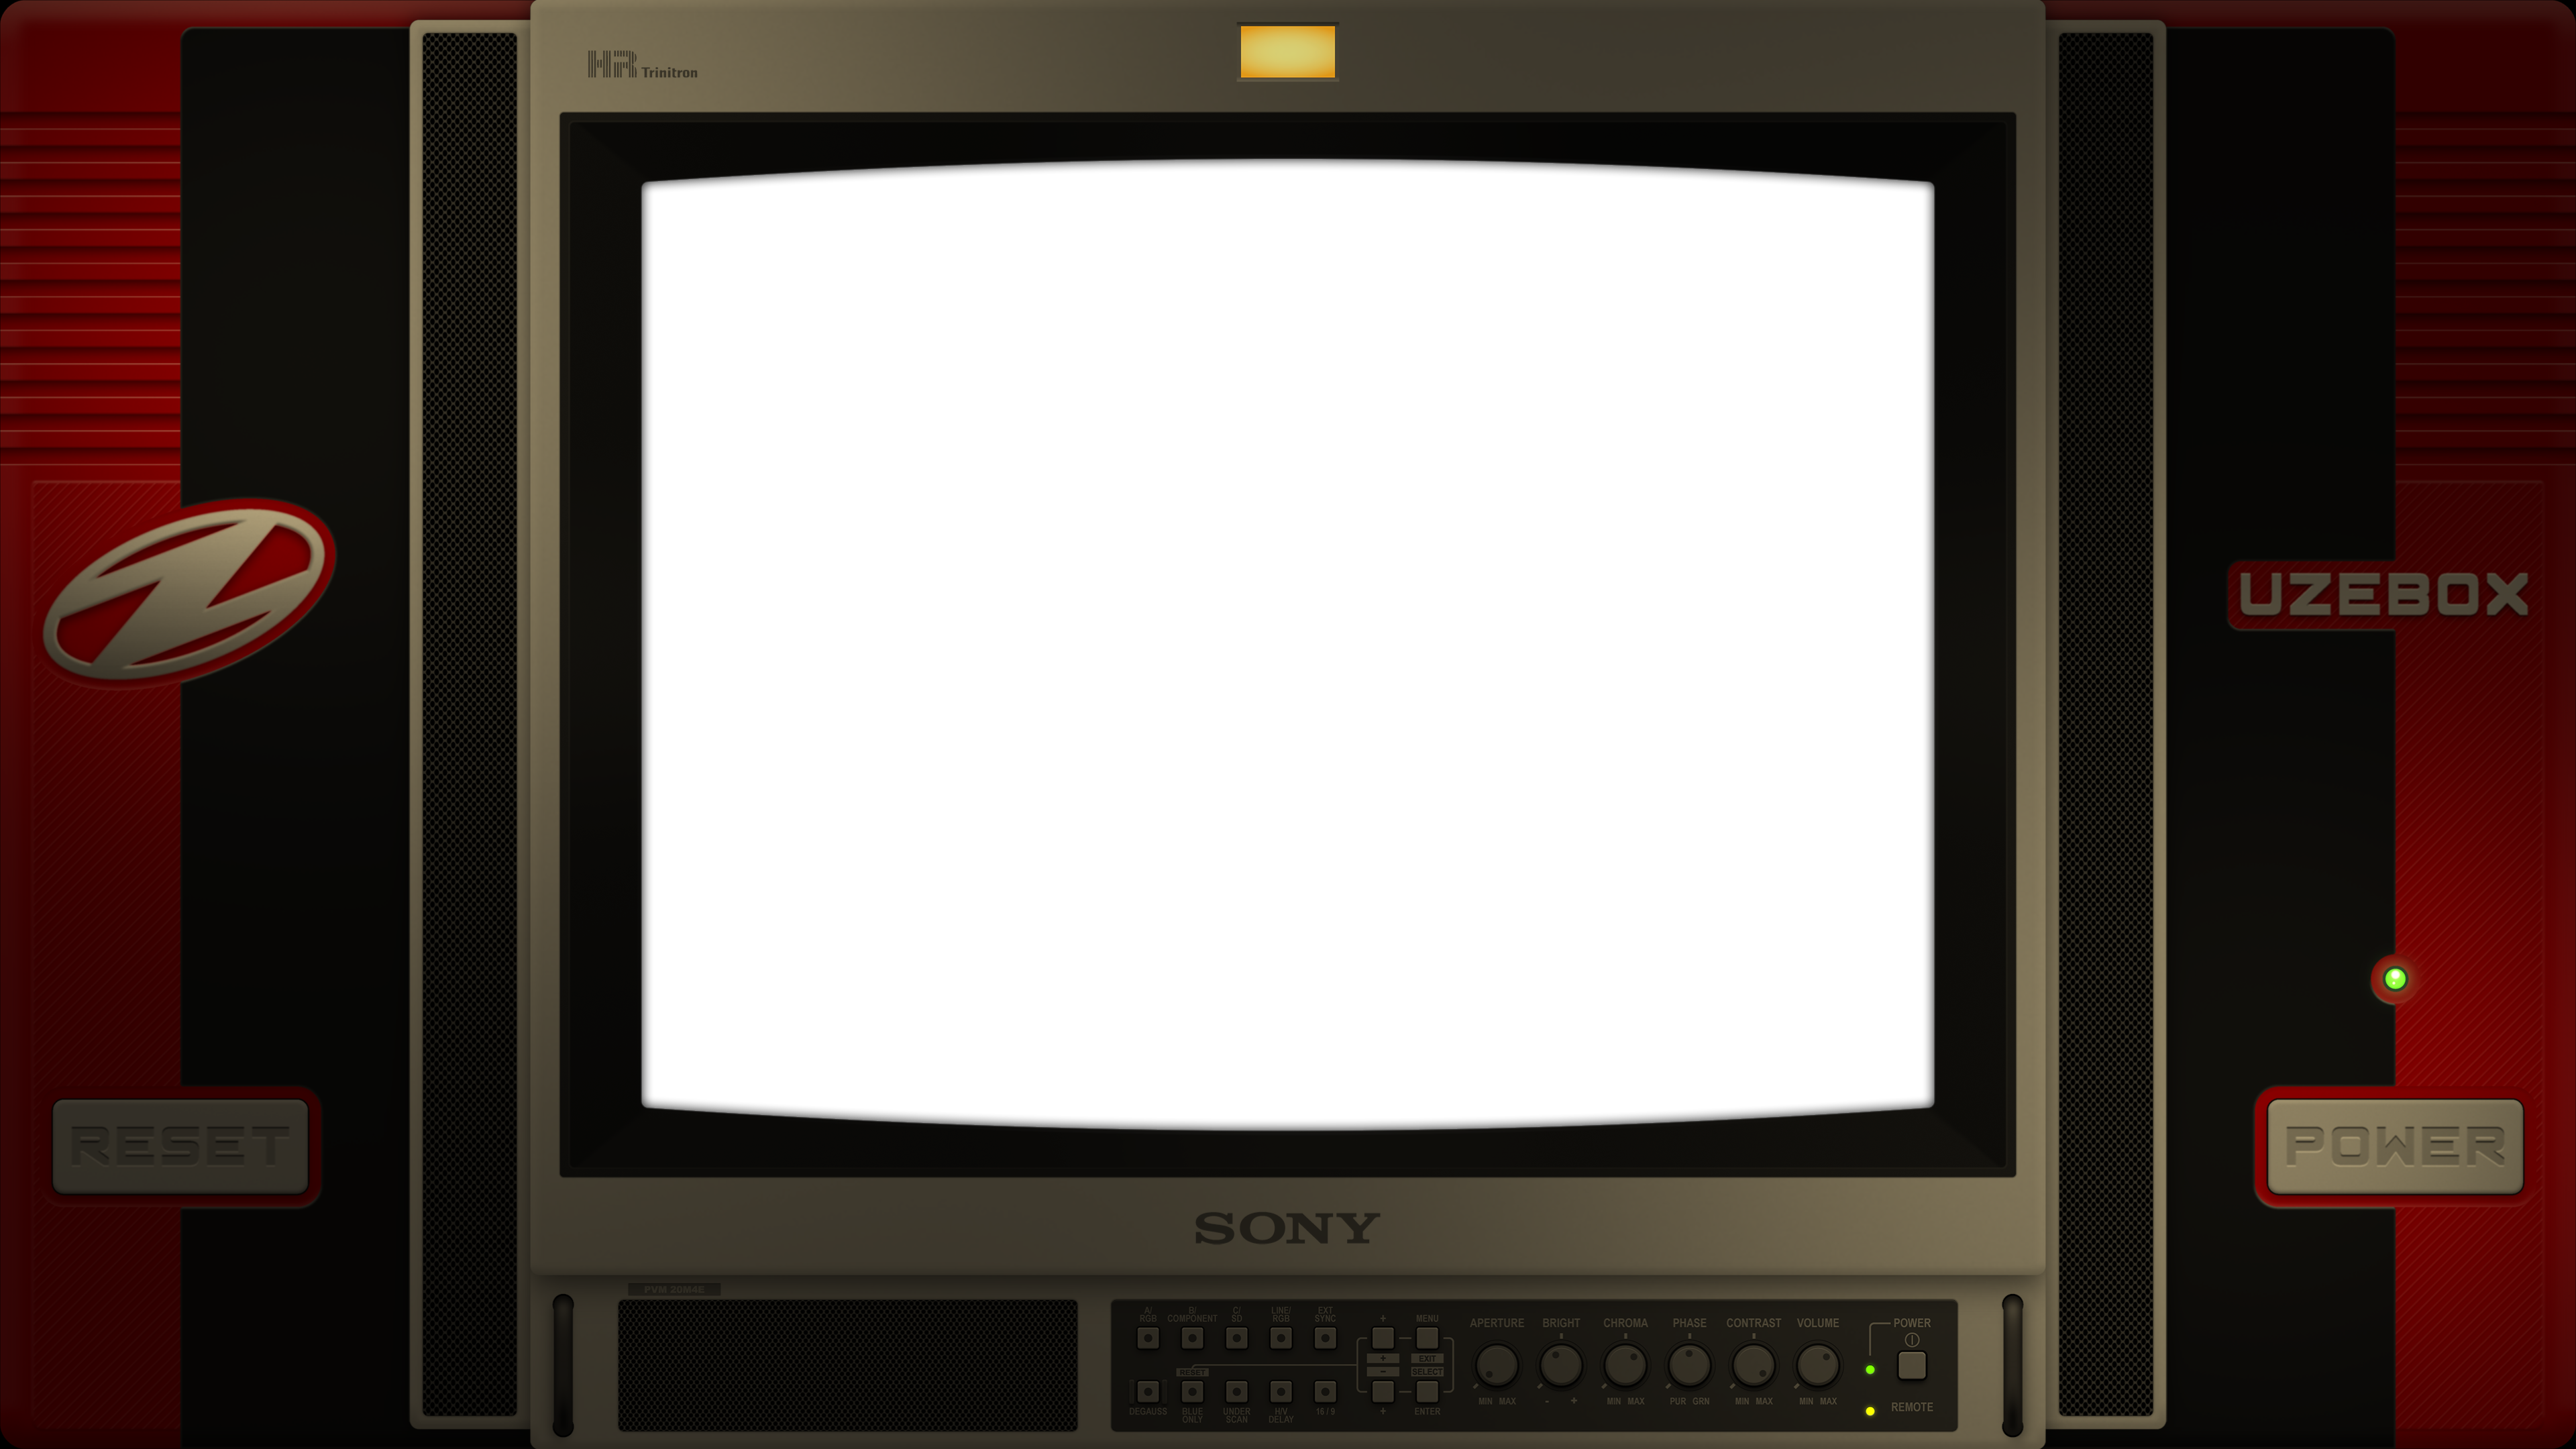 HR Trinitron
UZEBOX
RESET
POWER
SONY
PVM 20M4E
A/ RGB
B/ COMPONENT
C/ SD
LINE/ RGB
EXT SYNC
+
MENU
APERTURE
BRIGHT
CHROMA
PHASE
CONTRAST
VOLUME
POWER
+
EXIT
RESET
−
SELECT
MIN MAX
- +
MIN MAX
PUR GRN
MIN MAX
MIN MAX
DEGAUSS
BLUE ONLY
UNDER SCAN
H/V DELAY
16/9
+
ENTER
REMOTE